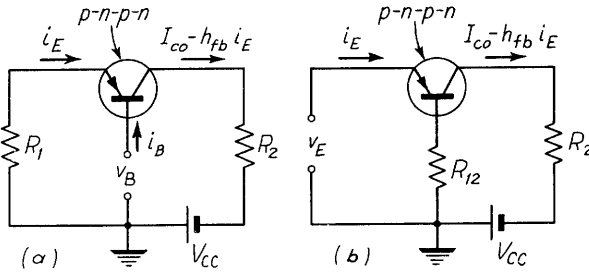 p-n-p-n
i_E
I_co-h_fb i_E
R_1
v_B
i_B
R_2
V_CC
(a)
p-n-p-n
i_E
I_co-h_fb i_E
v_E
R_12
R_2
V_CC
(b)